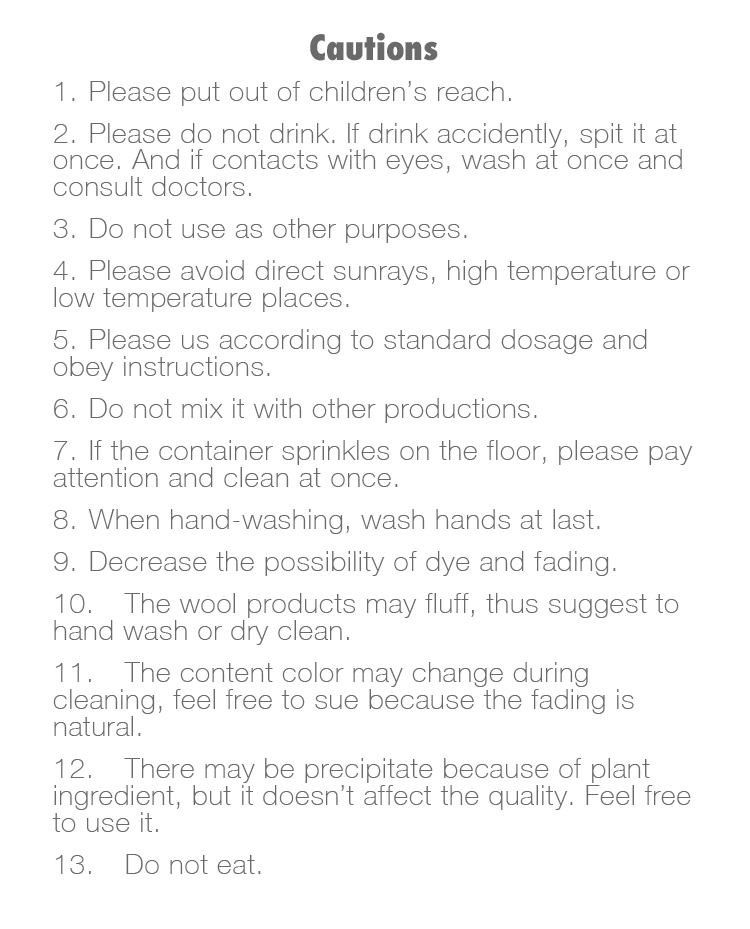 Cautions
1. Please put out of children’s reach.
2. Please do not drink. If drink accidently, spit it at
once. And if contacts with eyes, wash at once and
consult doctors.
3. Do not use as other purposes.
4. Please avoid direct sunrays, high temperature or
low temperature places.
5. Please us according to standard dosage and
obey instructions.
6. Do not mix it with other productions.
7. If the container sprinkles on the floor, please pay
attention and clean at once.
8. When hand-washing, wash hands at last.
9. Decrease the possibility of dye and fading.
10. The wool products may fluff, thus suggest to
hand wash or dry clean.
11. The content color may change during
cleaning, feel free to sue because the fading is
natural.
12. There may be precipitate because of plant
ingredient, but it doesn’t affect the quality. Feel free
to use it.
13. Do not eat.